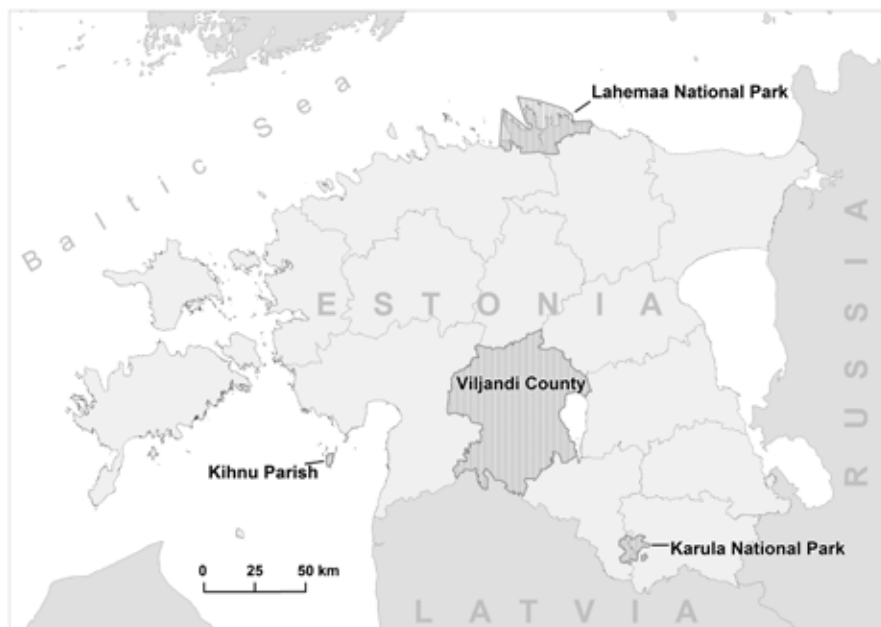 Lahemaa National Park
Baltic Sea
RUSSIA
ESTONIA
Viljandi County
Kihnu Parish
Karula National Park
0 25 50 km
LATVIA